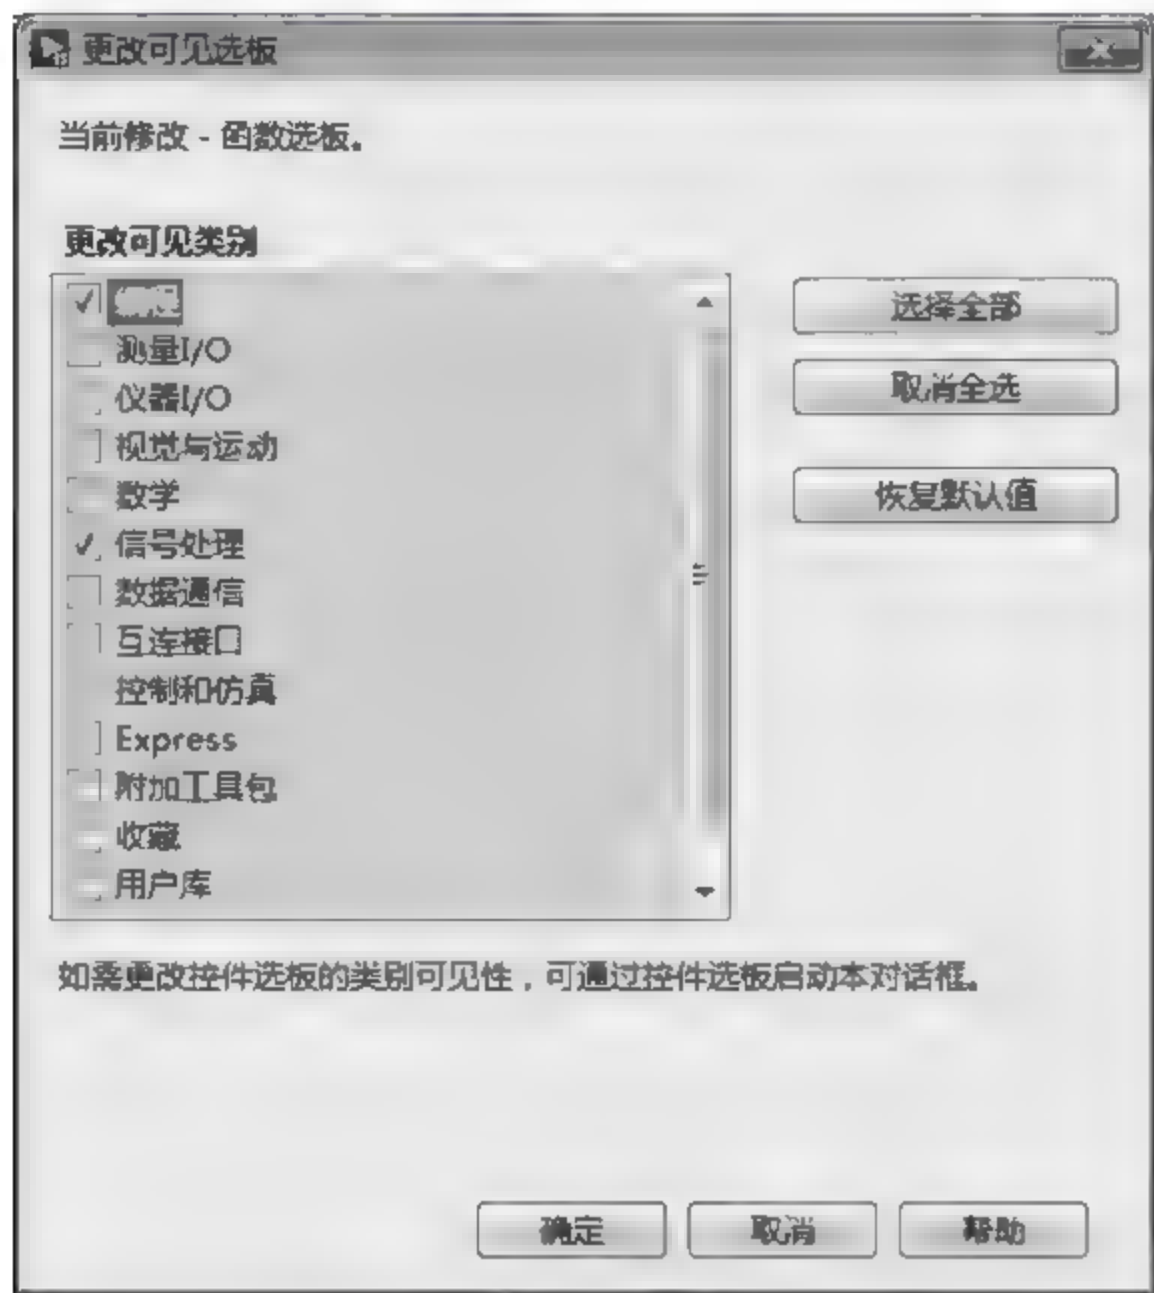 更改可见选板
当前修改 - 函数选板。
更改可见类别
测量I/O
仪器I/O
视觉与运动
数学
信号处理
数据通信
互连接口
控制和仿真
Express
附加工具包
收藏
用户库
选择全部
取消全选
恢复默认值
如需更改控件选板的类别可见性，可通过控件选板启动本对话框。
确定
取消
帮助